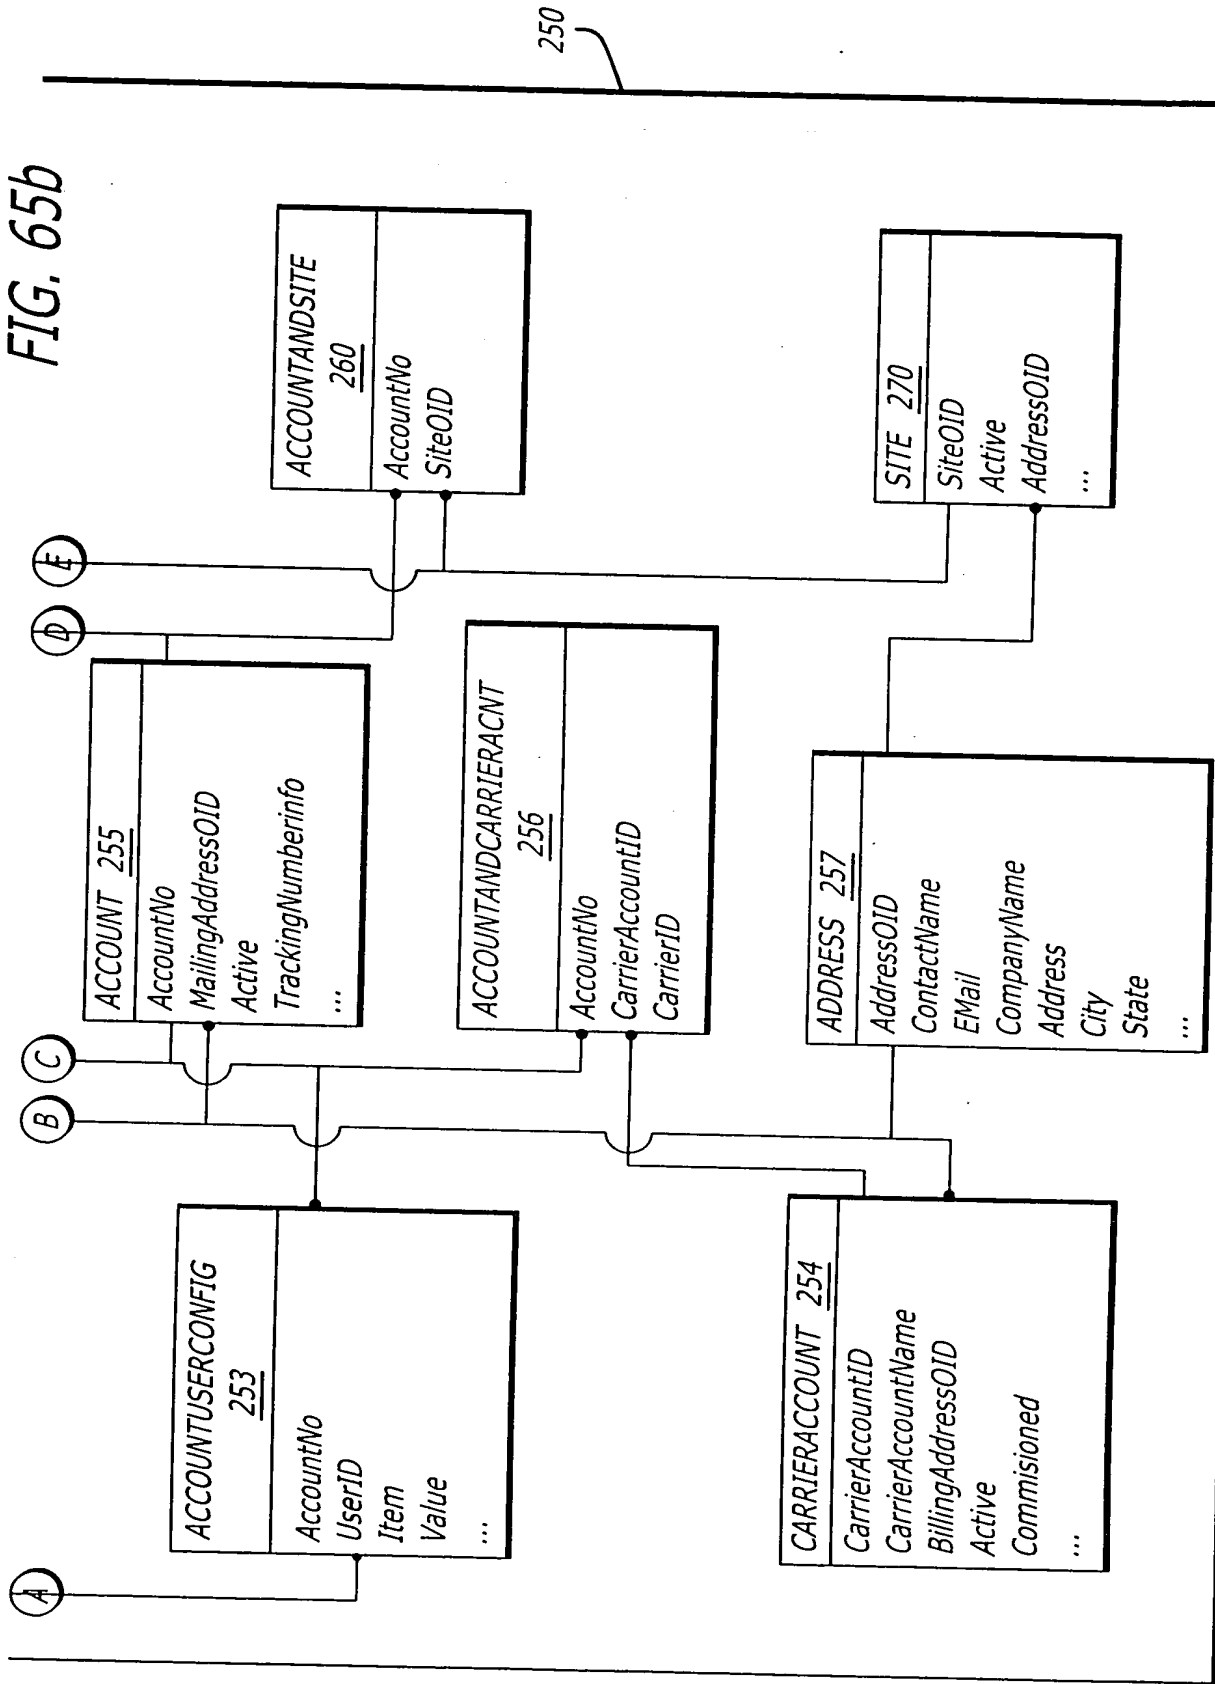 FIG. 65b
250
A
B
C
D
E
ACCOUNTUSERCONFIG
253
AccountNo
UserID
Item
Value
...
ACCOUNT 255
AccountNo
MailingAddressOID
Active
TrackingNumberinfo
...
ACCOUNTANDSITE
260
AccountNo
SiteOID
ACCOUNTANDCARRIERACNT
256
AccountNo
CarrierAccountID
CarrierID
CARRIERACCOUNT 254
CarrierAccountID
CarrierAccountName
BillingAddressOID
Active
Commisioned
...
ADDRESS 257
AddressOID
ContactName
EMail
CompanyName
Address
City
State
...
SITE 270
SiteOID
Active
AddressOID
...